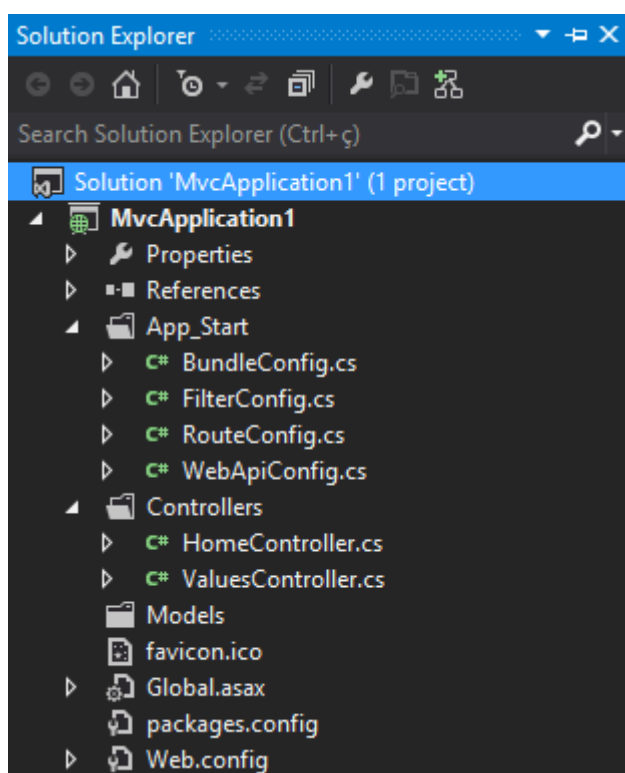 Solution Explorer
Search Solution Explorer (Ctrl+ç)
Solution 'MvcApplication1' (1 project)
MvcApplication1
Properties
References
App_Start
C# BundleConfig.cs
C# FilterConfig.cs
C# RouteConfig.cs
C# WebApiConfig.cs
Controllers
C# HomeController.cs
C# ValuesController.cs
Models
favicon.ico
Global.asax
packages.config
Web.config